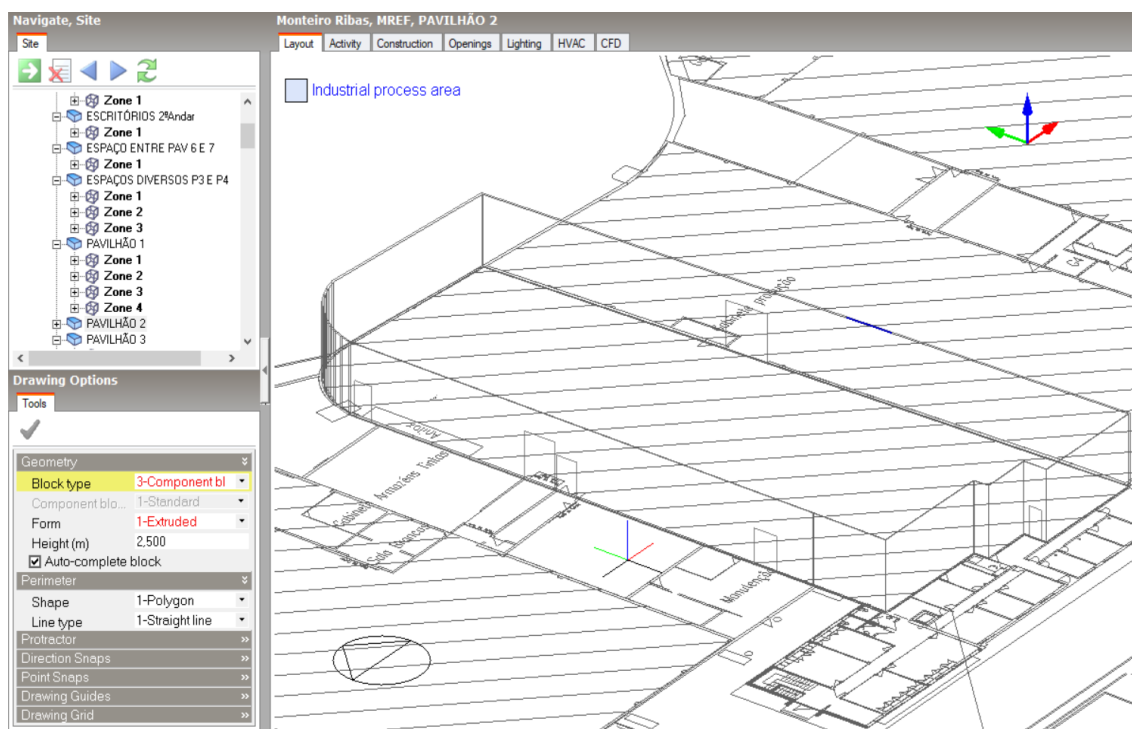 Navigate, Site
Site
Zone 1
ESCRITÓRIOS 2ºAndar
Zone 1
ESPAÇO ENTRE PAV 6 E 7
Zone 1
ESPAÇOS DIVERSOS P3 E P4
Zone 1
Zone 2
Zone 3
PAVILHÃO 1
Zone 1
Zone 2
Zone 3
Zone 4
PAVILHÃO 2
PAVILHÃO 3
Drawing Options
Tools
Geometry
Block type 3-Component bl
Component blo... 1-Standard
Form 1-Extruded
Height (m) 2,500
Auto-complete block
Perimeter
Shape 1-Polygon
Line type 1-Straight line
Protractor
Direction Snaps
Point Snaps
Drawing Guides
Drawing Grid
Monteiro Ribas, MREF, PAVILHÃO 2
Layout Activity Construction Openings Lighting HVAC CFD
Industrial process area
Armazéns Tintas